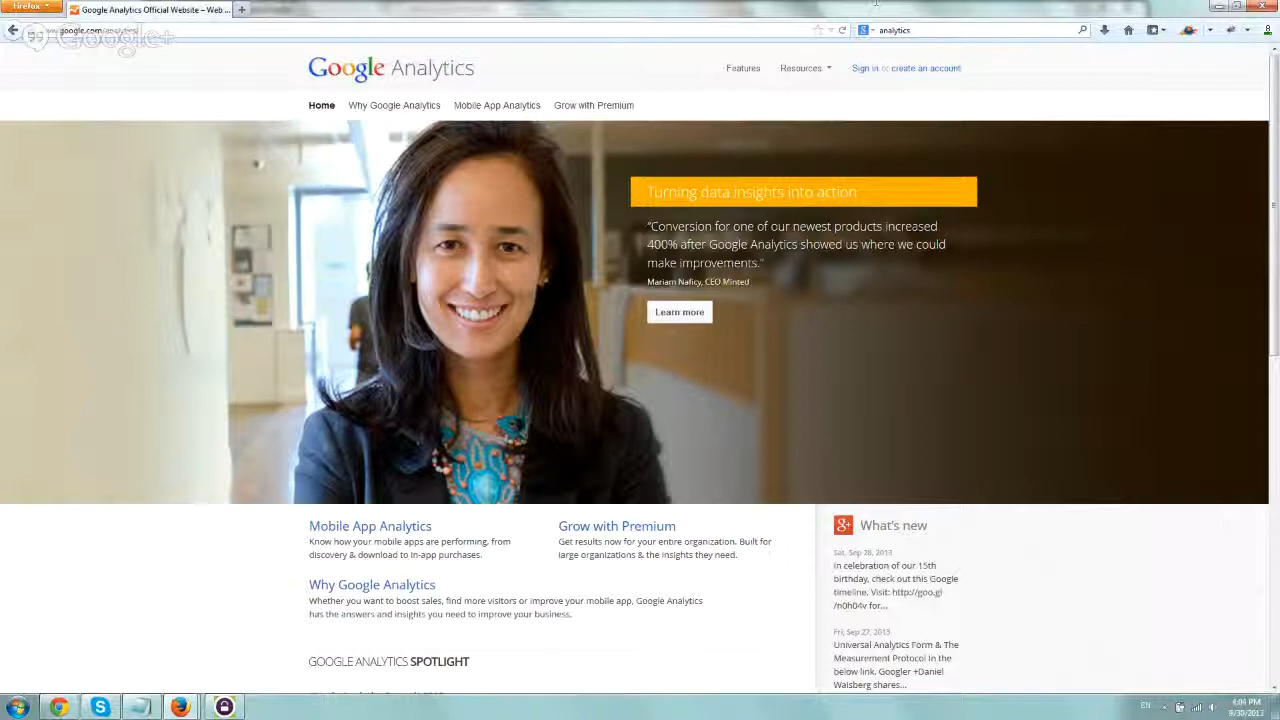 Firefox
Google Analytics Official Website – Web ...
analytics
Google+
Google Analytics
Features
Resources
Sign in or create an account
Home
Why Google Analytics
Mobile App Analytics
Grow with Premium
Turning data insights into action
“Conversion for one of our newest products increased
400% after Google Analytics showed us where we could
make improvements.”
Mariam Naficy, CEO Minted
Learn more
Mobile App Analytics
Know how your mobile apps are performing, from
discovery & download to in-app purchases.
Grow with Premium
Get results now for your entire organization. Built for
large organizations & the insights they need.
Why Google Analytics
Whether you want to boost sales, find more visitors or improve your mobile app, Google Analytics
has the answers and insights you need to improve your business.
GOOGLE ANALYTICS SPOTLIGHT
g+ What's new
Sat, Sep 28, 2013
In celebration of our 15th
birthday, check out this Google
timeline. Visit: http://goo.gl
/n0h04v for...
Fri, Sep 27, 2013
Universal Analytics Form & The
Measurement Protocol In the
below link, Googler +Daniel
Waisberg shares...
EN
4:04 PM
9/30/2013